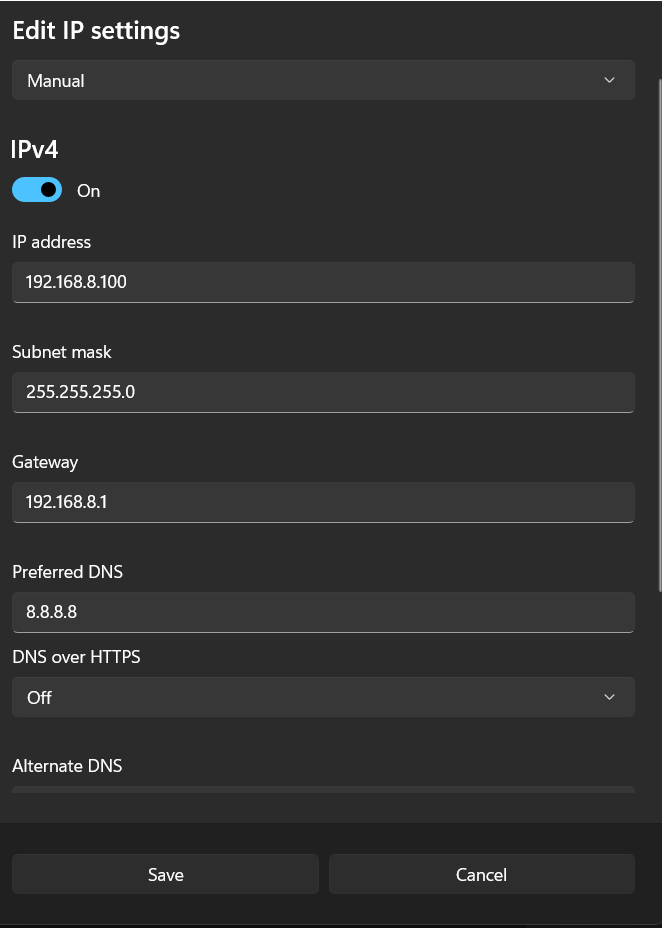 Edit IP settings
Manual
IPv4
On
IP address
192.168.8.100
Subnet mask
255.255.255.0
Gateway
192.168.8.1
Preferred DNS
8.8.8.8
DNS over HTTPS
Off
Alternate DNS
Save Cancel